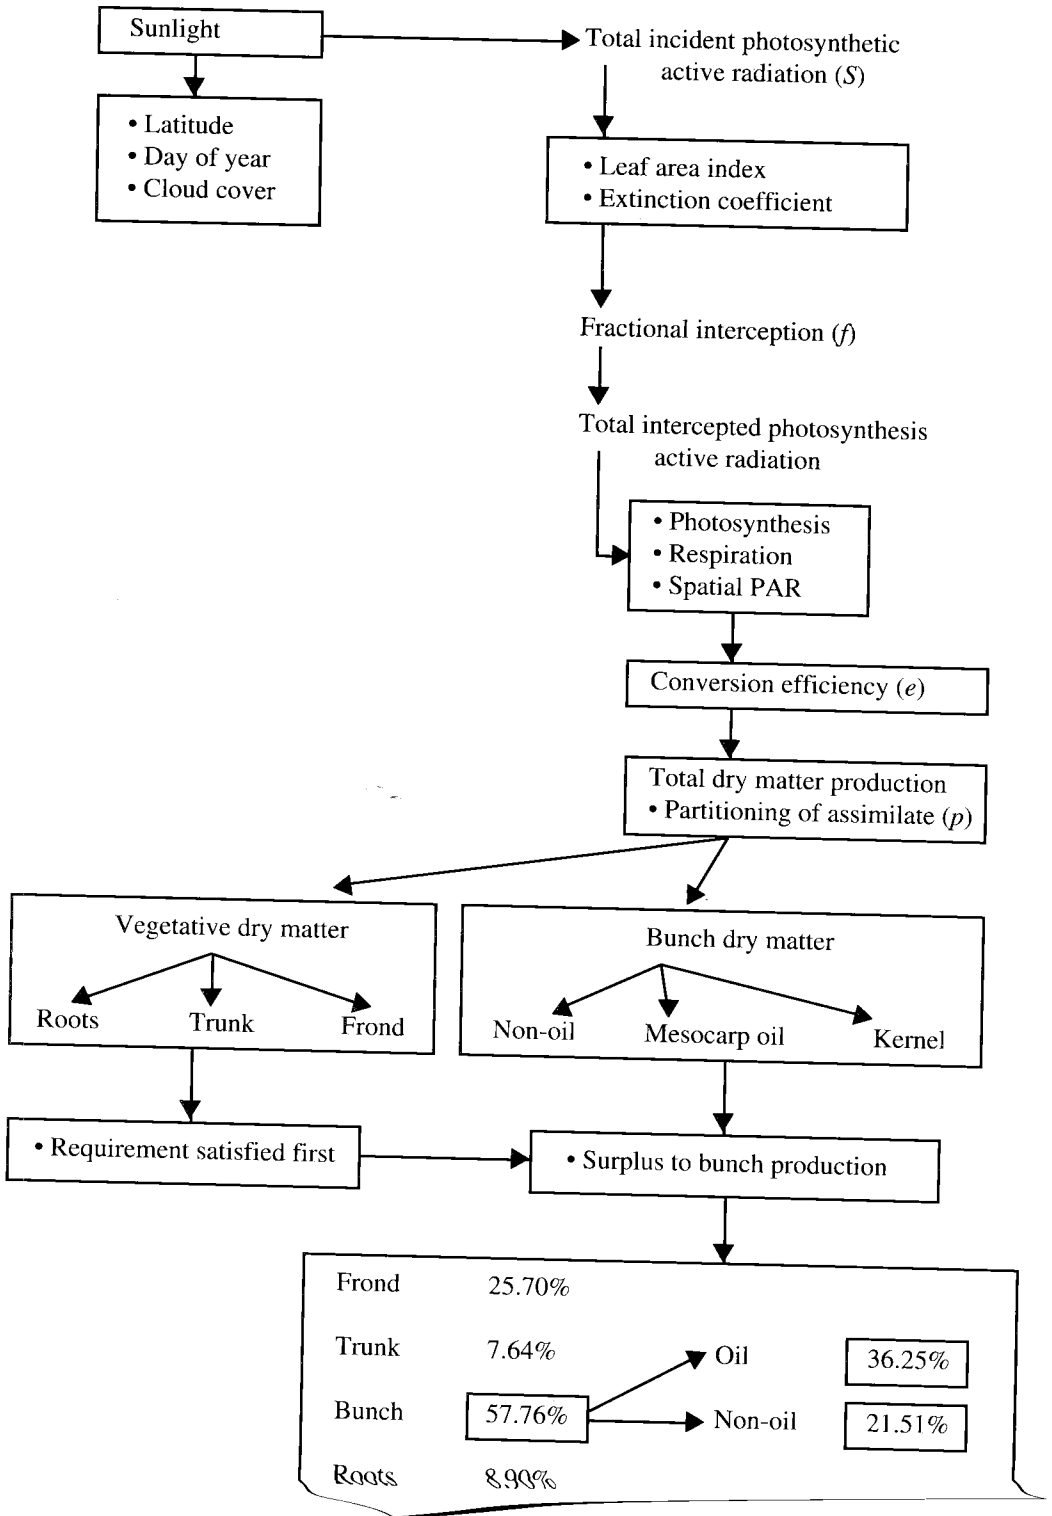 Sunlight
Total incident photosynthetic
active radiation (S)
• Latitude
• Day of year
• Cloud cover
• Leaf area index
• Extinction coefficient
Fractional interception (f)
Total intercepted photosynthesis
active radiation
• Photosynthesis
• Respiration
• Spatial PAR
Conversion efficiency (e)
Total dry matter production
• Partitioning of assimilate (p)
Vegetative dry matter
Roots Trunk Frond
Bunch dry matter
Non-oil Mesocarp oil Kernel
• Requirement satisfied first
• Surplus to bunch production
Frond 25.70%
Trunk 7.64% Oil 36.25%
Bunch 57.76% Non-oil 21.51%
Roots 8.90%